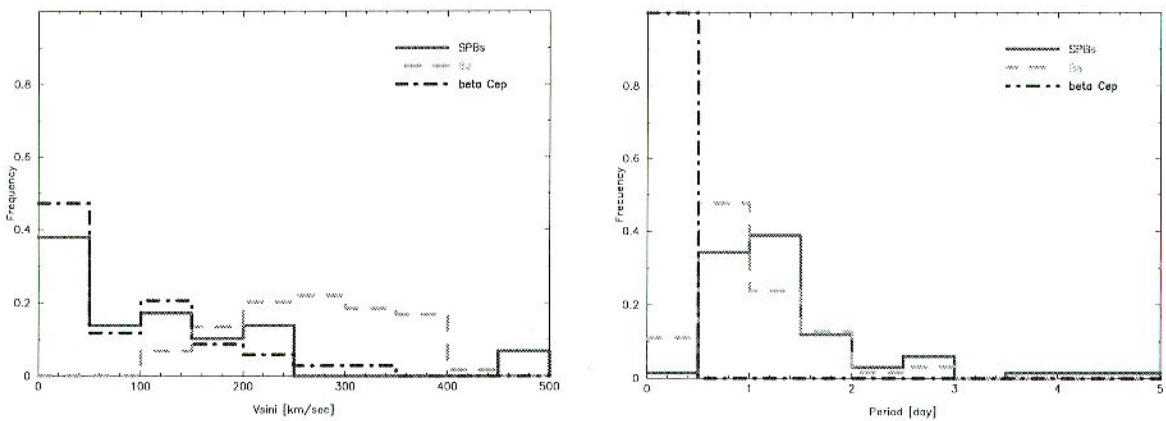 SPBs
Be
beta Cep
0.8
0.6
Frequency
0.4
0.2
0
0 100 200 300 400 500
Vsini [km/sec]
SPBs
Be
beta Cep
0.8
0.6
Frequency
0.4
0.2
0
0 1 2 3 4 5
Period [day]